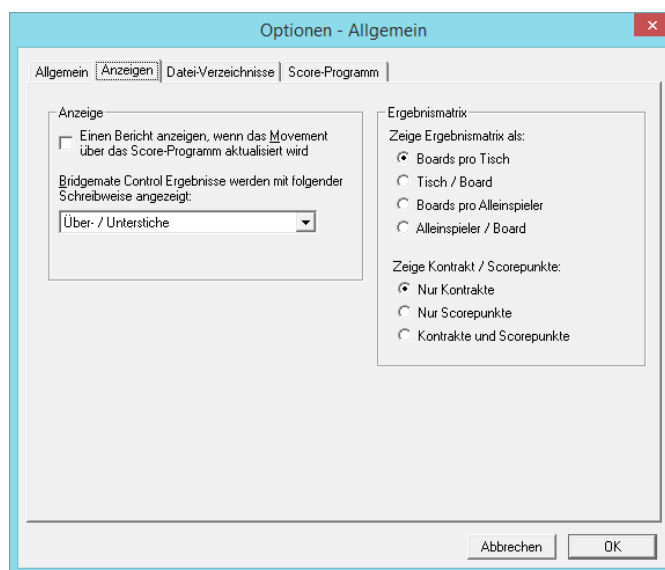 Optionen - Allgemein
Allgemein Anzeigen Datei-Verzeichnisse Score-Programm
Anzeige
Einen Bericht anzeigen, wenn das Movement
über das Score-Programm aktualisiert wird
Bridgemate Control Ergebnisse werden mit folgender
Schreibweise angezeigt:
Über- / Unterstiche
Ergebnismatrix
Zeige Ergebnismatrix als:
Boards pro Tisch
Tisch / Board
Boards pro Alleinspieler
Alleinspieler / Board
Zeige Kontrakt / Scorepunkte:
Nur Kontrakte
Nur Scorepunkte
Kontrakte und Scorepunkte
Abbrechen OK